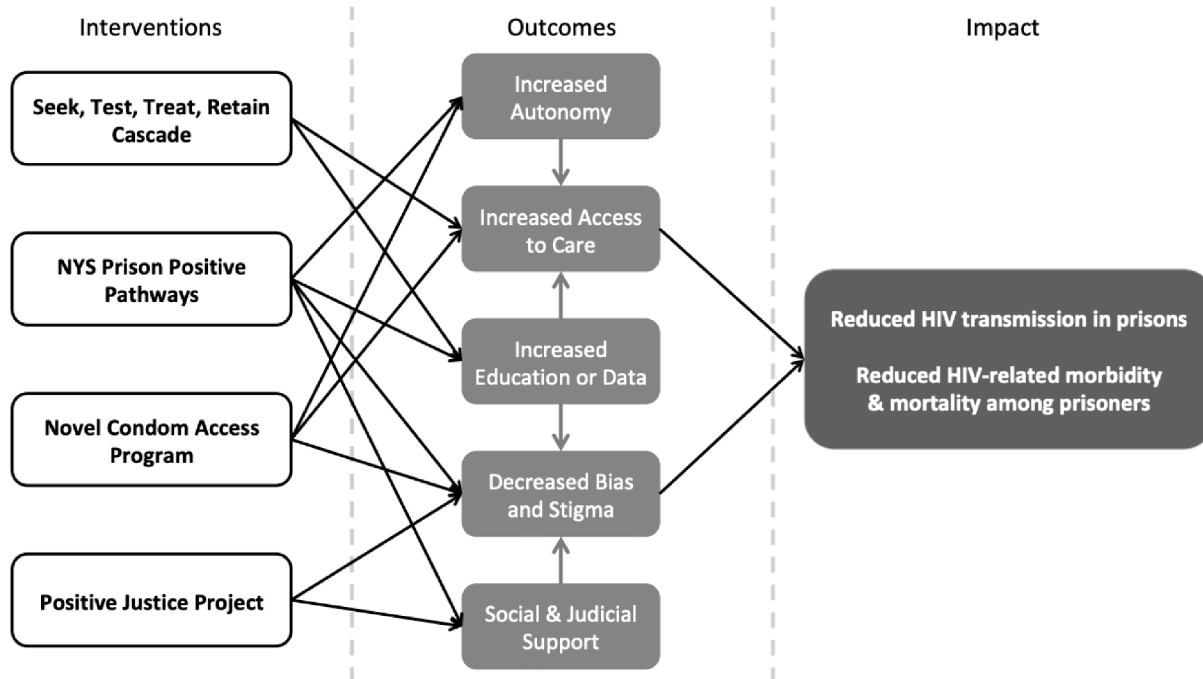 Interventions
Outcomes
Impact
Seek, Test, Treat, Retain
Cascade
NYS Prison Positive
Pathways
Novel Condom Access
Program
Positive Justice Project
Increased
Autonomy
Increased Access
to Care
Increased
Education or Data
Decreased Bias
and Stigma
Social & Judicial
Support
Reduced HIV transmission in prisons
Reduced HIV-related morbidity
& mortality among prisoners